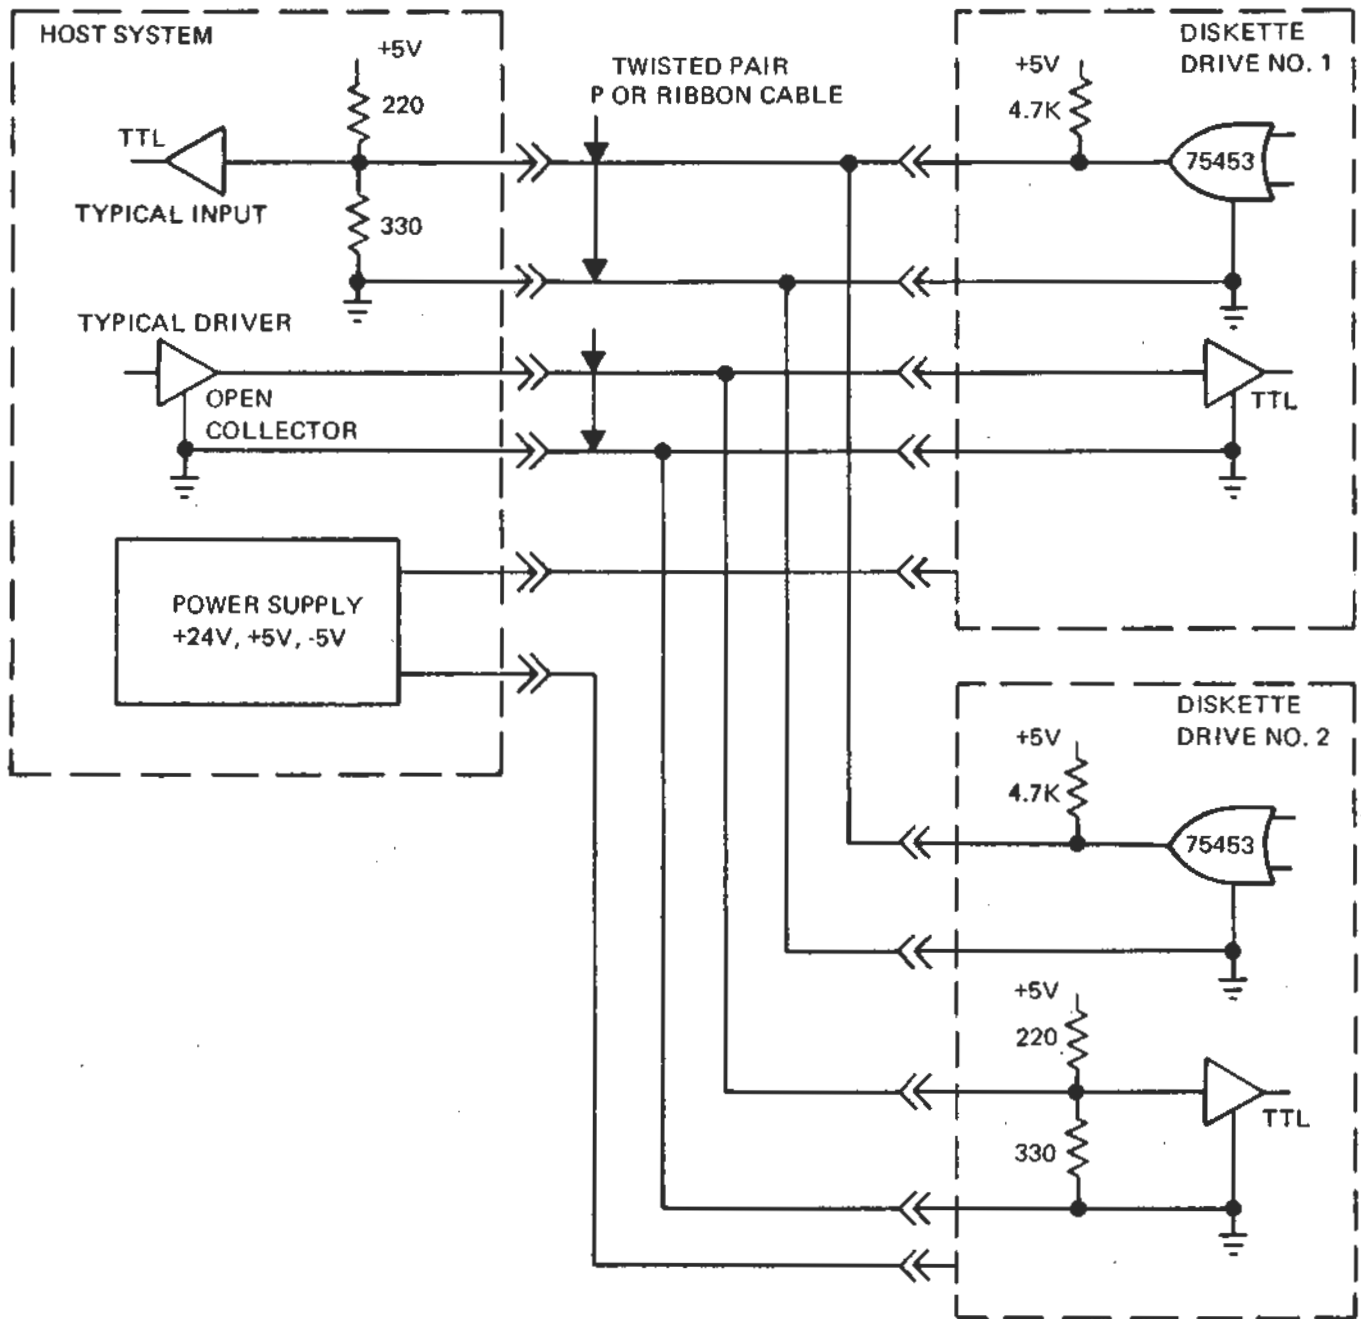 HOST SYSTEM
+5V
220
TTL
TYPICAL INPUT
330
TWISTED PAIR
P OR RIBBON CABLE
DISKETTE
DRIVE NO. 1
+5V
4.7K
75453
TYPICAL DRIVER
OPEN
COLLECTOR
TTL
POWER SUPPLY
+24V, +5V, -5V
DISKETTE
DRIVE NO. 2
+5V
4.7K
75453
+5V
220
TTL
330